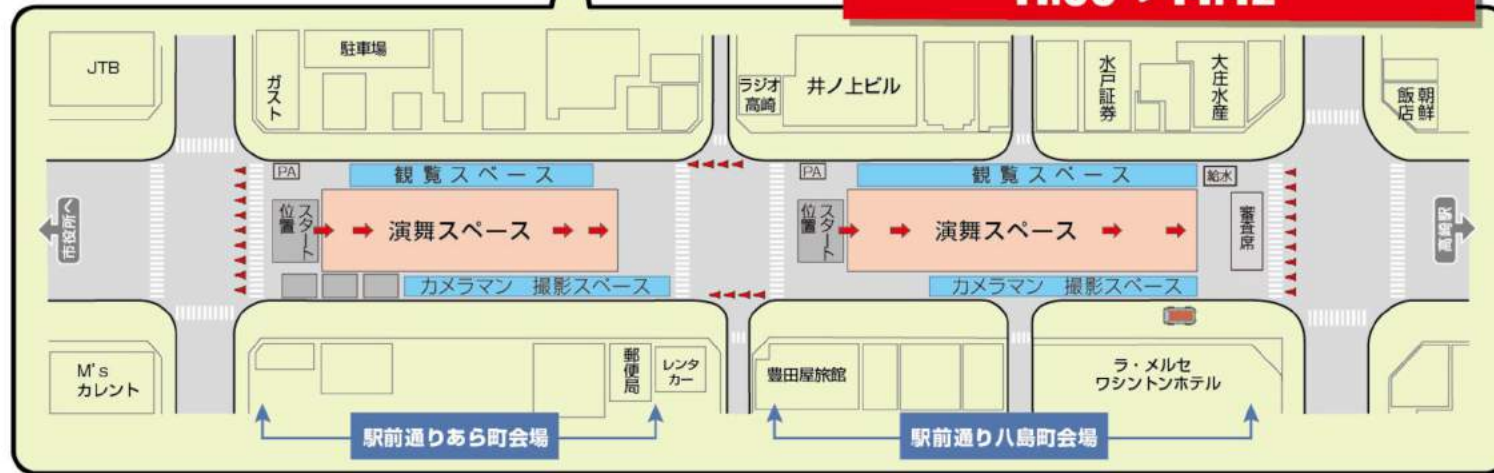 JTB
ガスト
駐車場
ラジオ
高崎
井ノ上ビル
水戸証券
大庄水産
朝鮮
飯店
PA
観覧スペース
PA
観覧スペース
給水
市役所へ
スタート
位置
演舞スペース
スタート
位置
演舞スペース
審査席
高崎駅
カメラマン 撮影スペース
カメラマン 撮影スペース
M's
カレント
郵便局
レンタ
カー
豊田屋旅館
ラ・メルセ
ワシントンホテル
駅前通りあら町会場
駅前通り八島町会場